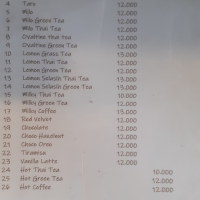 4 Taro 12.000
5 Milo 12.000
6 Milo Green Tea 12.000
7 Milo Thai Tea 12.000
8 Ovaltine Thai Tea 12.000
9 Ovaltine Green Tea 12.000
10 Lemon Grass Tea 13.000
11 Lemon Thai Tea 12.000
12 Lemon Green Tea 12.000
13 Lemon Selasih Thai Tea 13.000
14 Lemon Selasih Green Tea 13.000
15 Milky Thai Tea 10.000
16 Milky Green Tea 12.000
17 Milky Coffee 13.000
18 Red Velvet 12.000
19 Chocolate 12.000
20 Choco Hazelnut 12.000
21 Choco Oreo 12.000
22 Tiramisu 12.000
23 Vanilla Latte 12.000
24 Hot Thai Tea 10.000
25 Hot Green Tea 12.000
26 Hot Coffee 12.000